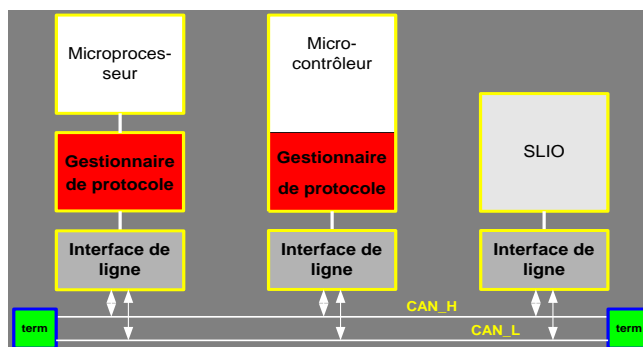 Microproces-
seur
Micro-
contrôleur
Gestionnaire
de protocole
Gestionnaire
de protocole
SLIO
Interface de
ligne
Interface de
ligne
Interface de
ligne
CAN_H
term
CAN_L
term